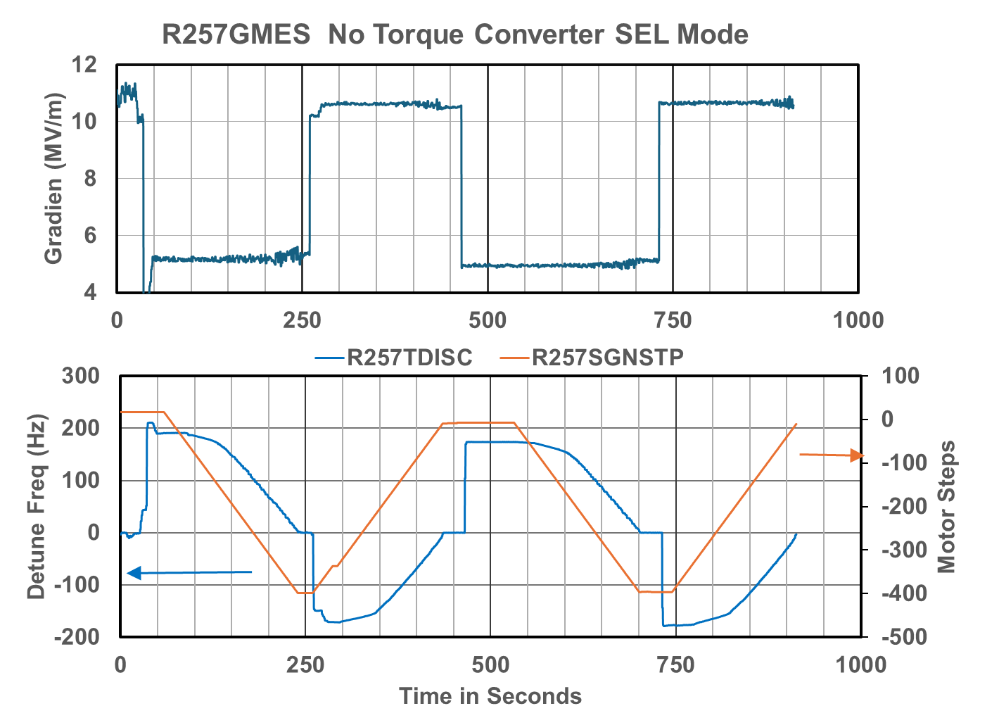 R257GMES  No Torque Converter SEL Mode
12
10
8
6
4
Gradien (MV/m)
0 250 500 750 1000
R257TDISC R257SGNSTP
300
200
100
0
-100
-200
Detune Freq (Hz)
100
0
-100
-200
-300
-400
-500
Motor Steps
0 250 500 750 1000
Time in Seconds